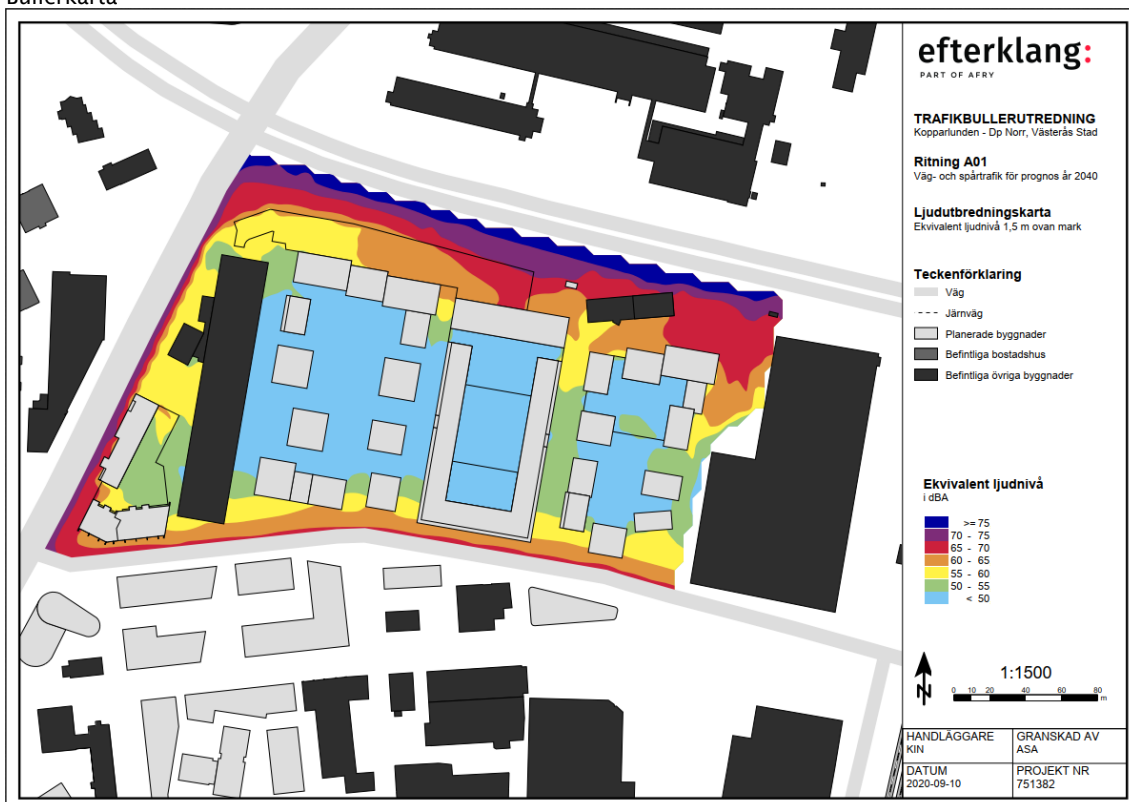 Bullerkarta
efterklang:
PART OF AFRY
TRAFIKBULLERUTREDNING
Kopparlunden - Dp Norr, Västerås Stad
Ritning A01
Väg- och spårtrafik för prognos år 2040
Ljudutbredningskarta
Ekvivalent ljudnivå 1,5 m ovan mark
Teckenförklaring
Väg
Järnväg
Planerade byggnader
Befintliga bostadshus
Befintliga övriga byggnader
Ekvivalent ljudnivå
i dBA
>= 75
70 - 75
65 - 70
60 - 65
55 - 60
50 - 55
< 50
N
1:1500
0 10 20 40 60 80
m
HANDLÄGGARE
KIN
GRANSKAD AV
ASA
DATUM
2020-09-10
PROJEKT NR
751382